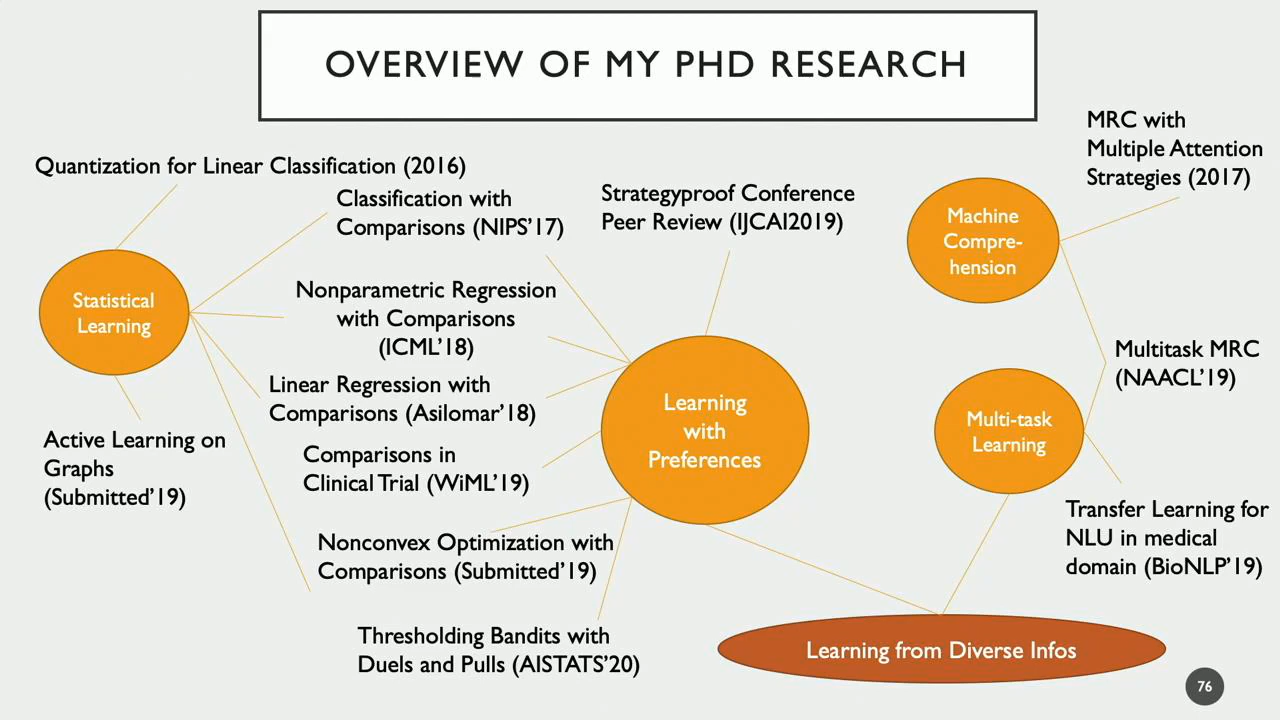 OVERVIEW OF MY PHD RESEARCH
MRC with
Multiple Attention
Strategies (2017)
Quantization for Linear Classification (2016)
Classification with
Comparisons (NIPS'17)
Strategyproof Conference
Peer Review (IJCAI2019)
Machine
Compre-
hension
Statistical
Learning
Nonparametric Regression
with Comparisons
(ICML'18)
Linear Regression with
Comparisons (Asilomar'18)
Learning
with
Preferences
Multitask MRC
(NAACL'19)
Multi-task
Learning
Active Learning on
Graphs
(Submitted'19)
Comparisons in
Clinical Trial (WiML'19)
Transfer Learning for
NLU in medical
domain (BioNLP'19)
Nonconvex Optimization with
Comparisons (Submitted'19)
Thresholding Bandits with
Duels and Pulls (AISTATS'20)
Learning from Diverse Infos
76